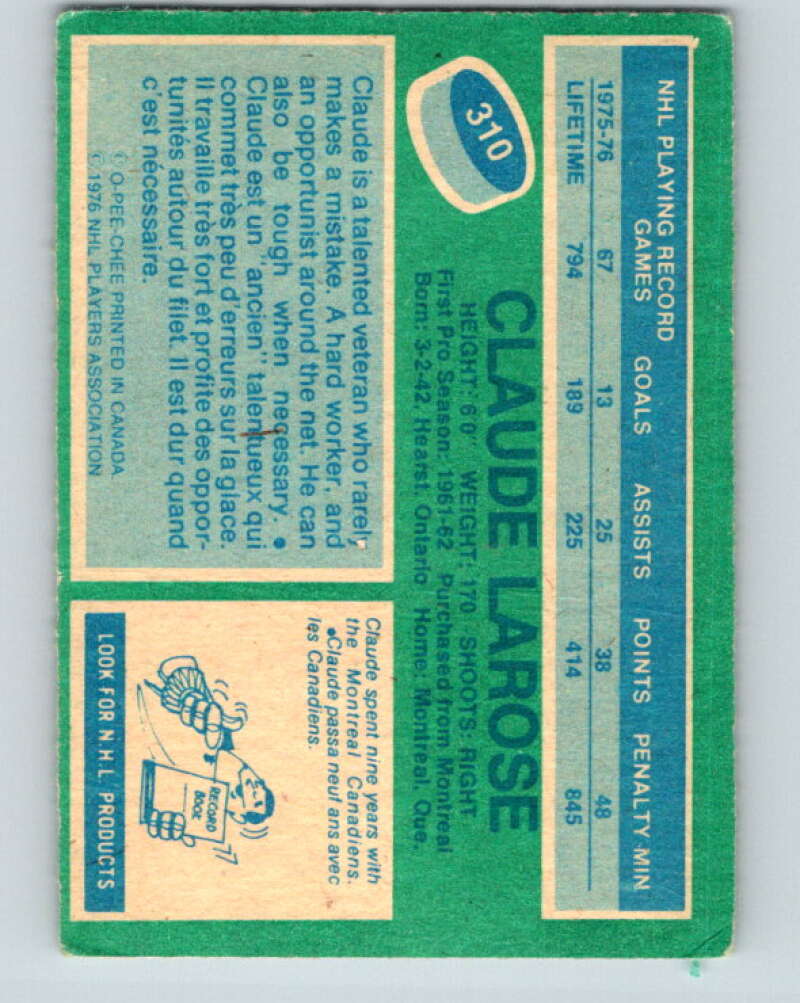 NHL PLAYING RECORD
GAMES GOALS ASSISTS POINTS PENALTY MIN
1975-76 67 13 25 38 48
LIFETIME 794 189 225 414 845
310
CLAUDE LAROSE
HEIGHT: 6'0" WEIGHT: 170 SHOOTS: RIGHT
First Pro Season: 1961-62 Purchased from Montreal
Born: 3-2-42, Hearst, Ontario Home: Montreal, Que.
Claude is a talented veteran who rarely
makes a mistake. A hard worker, and
an opportunist around the net. He can
also be tough when necessary. •
Claude est un "ancien" talentueux qui
commet très peu d'erreurs sur la glace.
Il travaille très fort et profite des oppor-
tunités autour du filet. Il est dur quand
c'est nécessaire.
© O-PEE-CHEE PRINTED IN CANADA
© 1976 NHL PLAYERS ASSOCIATION
Claude spent nine years with
the Montreal Canadiens.
•Claude passa neuf ans avec
les Canadiens.
RECORD
BOOK
LOOK FOR N.H.L PRODUCTS